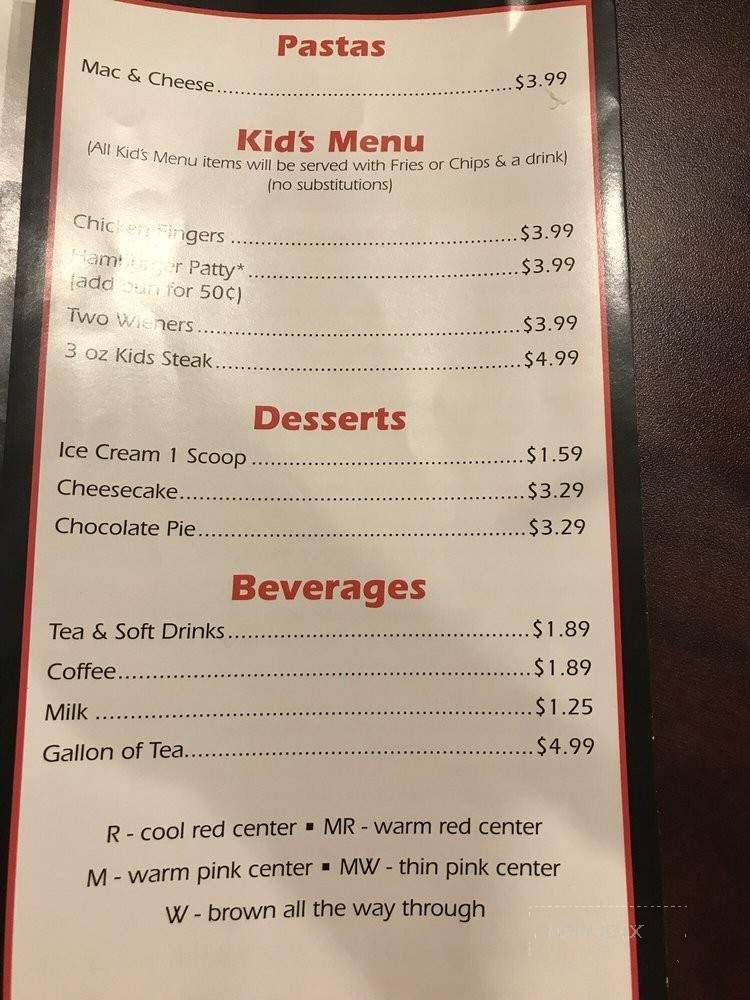 Pastas
Mac & Cheese..........................................$3.99
Kid's Menu
(All Kid's Menu items will be served with Fries or Chips & a drink)
(no substitutions)
Chicken Fingers ..........................................$3.99
Hamburger Patty*..........................................$3.99
(add bun for 50¢)
Two Wieners..........................................$3.99
3 oz Kids Steak..........................................$4.99
Desserts
Ice Cream 1 Scoop ..........................................$1.59
Cheesecake..........................................$3.29
Chocolate Pie..........................................$3.29
Beverages
Tea & Soft Drinks..........................................$1.89
Coffee..........................................$1.89
Milk ..........................................$1.25
Gallon of Tea..........................................$4.99
R - cool red center ▪ MR - warm red center
M - warm pink center ▪ MW - thin pink center
W - brown all the way through